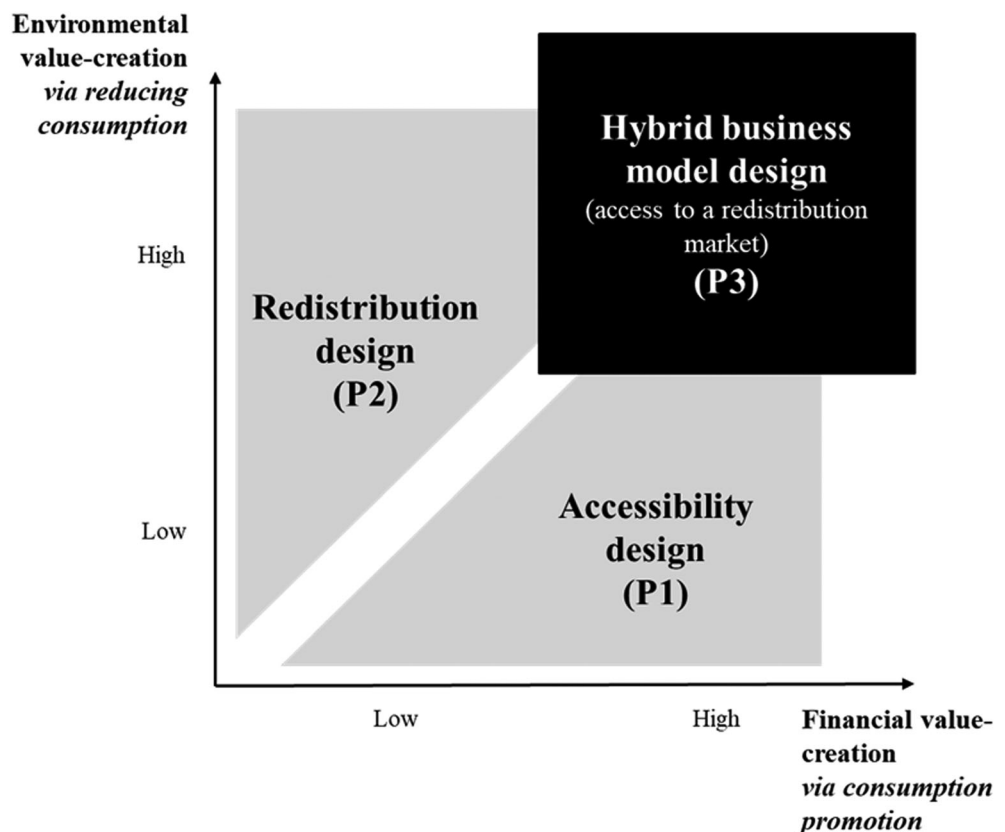 Environmental
value-creation
via reducing
consumption
Hybrid business
model design
(access to a redistribution
market)
(P3)
High
Redistribution
design
(P2)
Accessibility
design
(P1)
Low
Low
High
Financial value-
creation
via consumption
promotion